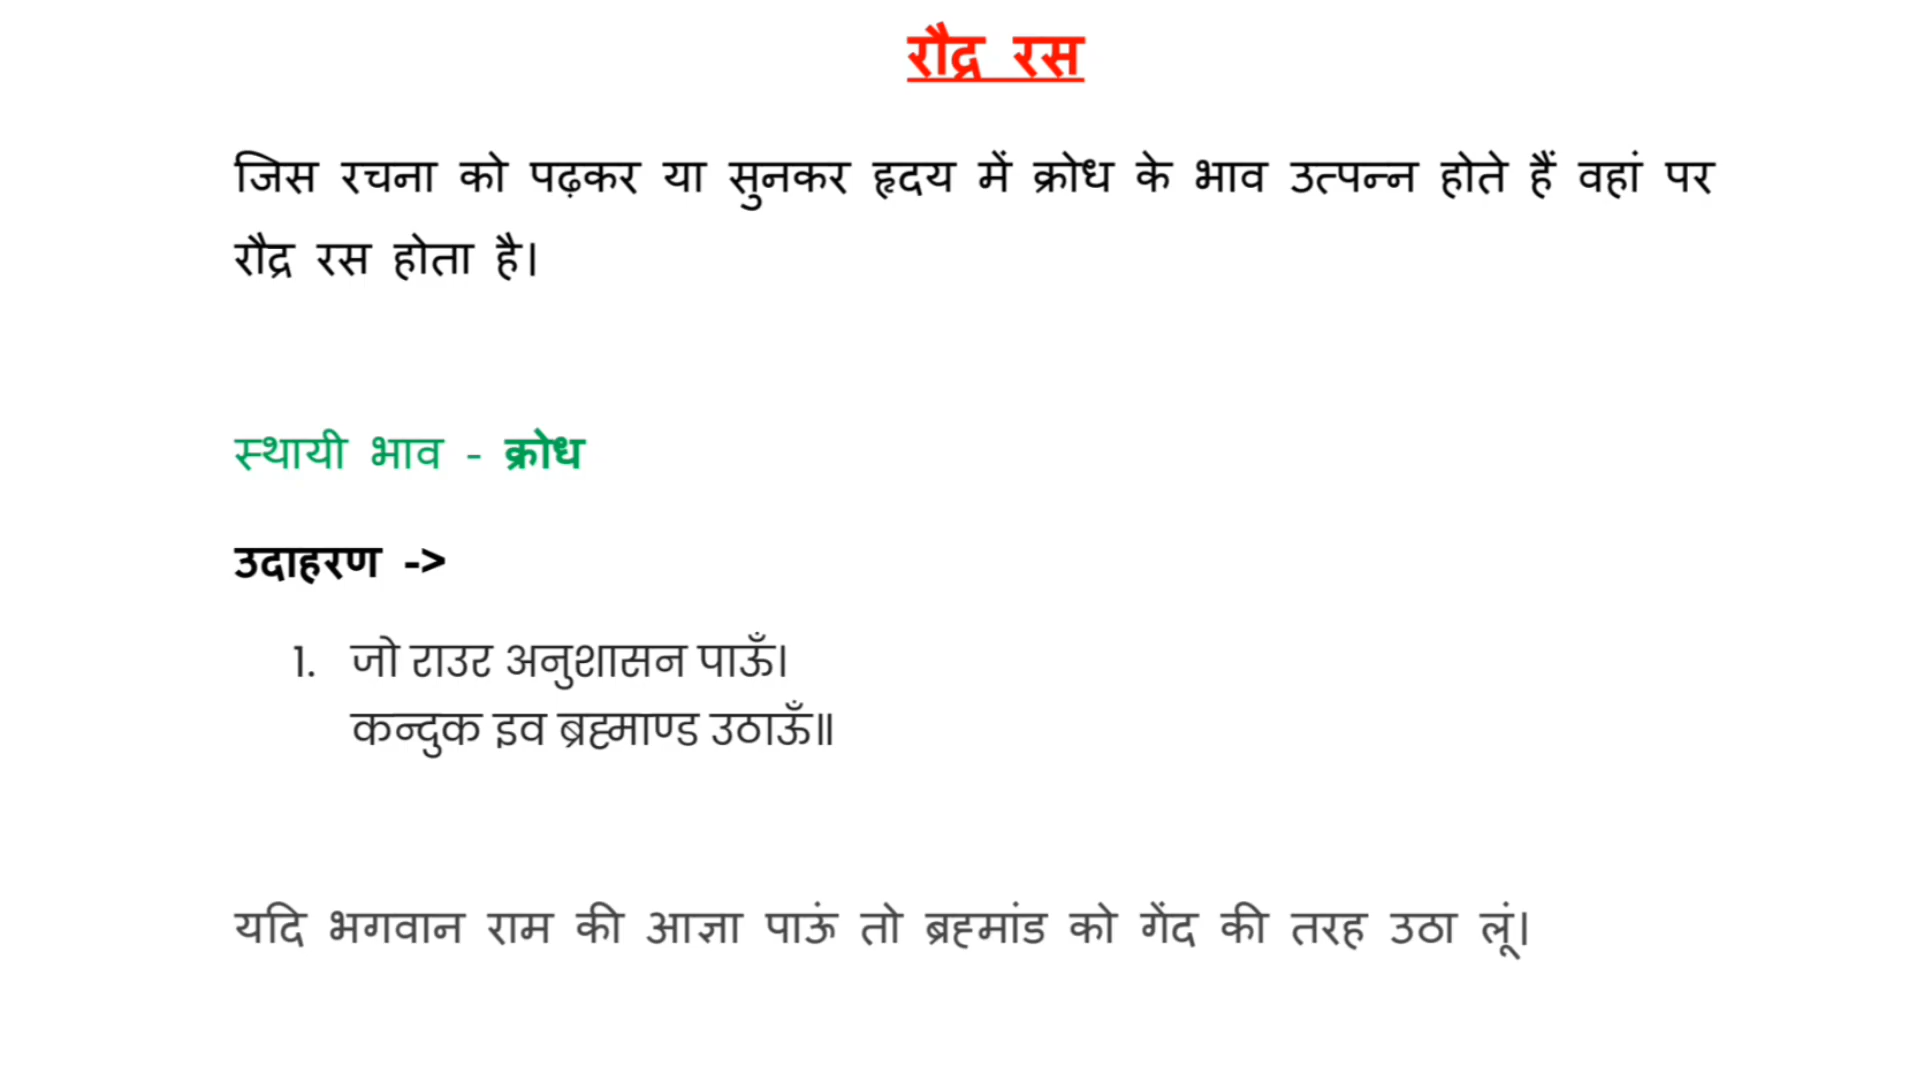 रौद्र रस
जिस रचना को पढ़कर या सुनकर हृदय में क्रोध के भाव उत्पन्न होते हैं वहां पर
रौद्र रस होता है।
स्थायी भाव - क्रोध
उदाहरण ->
1. जो राउर अनुशासन पाऊँ।
कन्दुक इव ब्रह्माण्ड उठाऊँ॥
यदि भगवान राम की आज्ञा पाऊं तो ब्रह्मांड को गेंद की तरह उठा लूं।